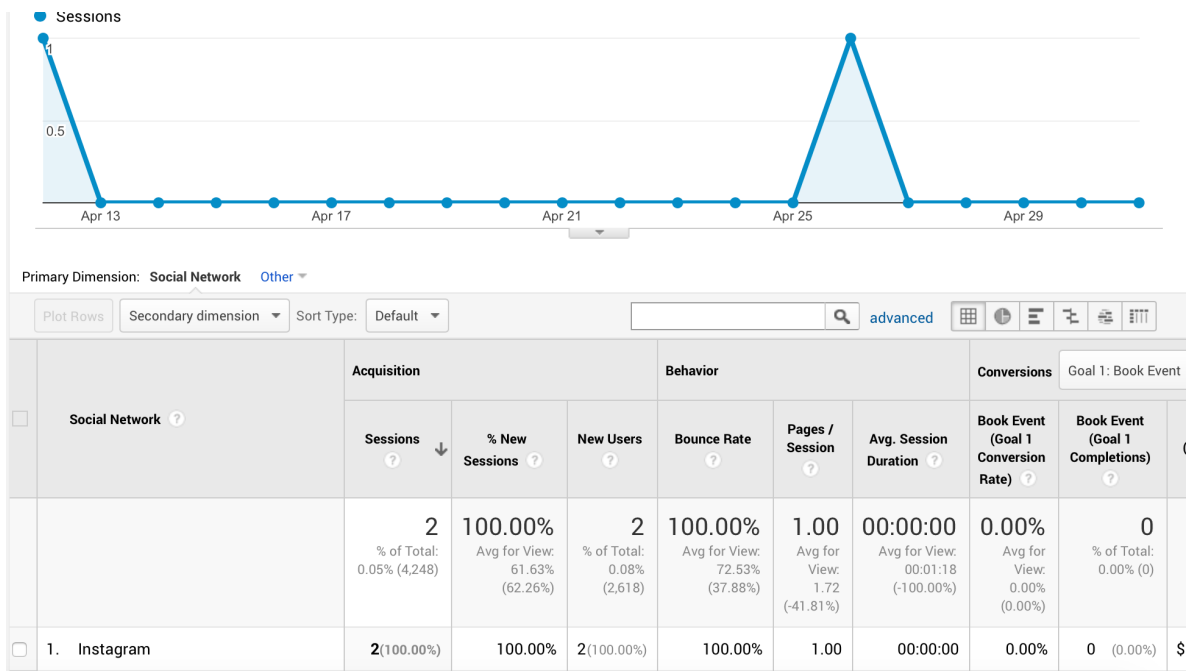 Sessions
1
0.5
Apr 13
Apr 17
Apr 21
Apr 25
Apr 29
Primary Dimension: Social Network Other
Plot Rows Secondary dimension Sort Type: Default advanced
Social Network ?
Acquisition
Behavior
Conversions Goal 1: Book Event
Sessions ?
% New Sessions ?
New Users ?
Bounce Rate ?
Pages / Session ?
Avg. Session Duration ?
Book Event (Goal 1 Conversion Rate) ?
Book Event (Goal 1 Completions) ?
(
2
% of Total:
0.05% (4,248)
100.00%
Avg for View:
61.63%
(62.26%)
2
% of Total:
0.08%
(2,618)
100.00%
Avg for View:
72.53%
(37.88%)
1.00
Avg for
View:
1.72
(-41.81%)
00:00:00
Avg for View:
00:01:18
(-100.00%)
0.00%
Avg for
View:
0.00%
(0.00%)
0
% of Total:
0.00% (0)
1. Instagram 2(100.00%) 100.00% 2(100.00%) 100.00% 1.00 00:00:00 0.00% 0 (0.00%) $